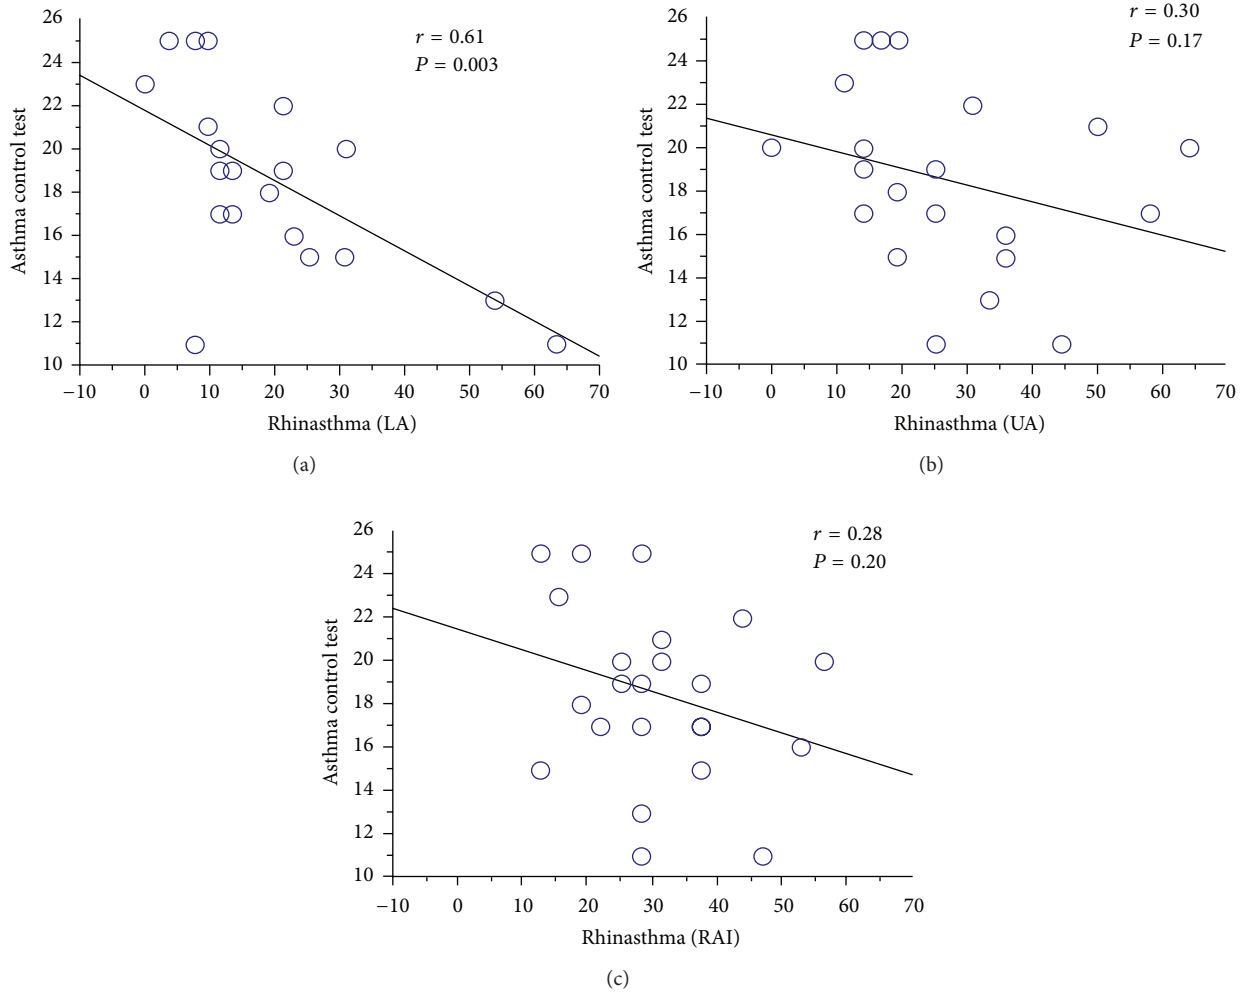 26
24
22
20
18
16
14
12
10
Asthma control test
r = 0.61
P = 0.003
−10 0 10 20 30 40 50 60 70
Rhinasthma (LA)
(a)
26
24
22
20
18
16
14
12
10
Asthma control test
r = 0.30
P = 0.17
−10 0 10 20 30 40 50 60 70
Rhinasthma (UA)
(b)
26
24
22
20
18
16
14
12
10
Asthma control test
r = 0.28
P = 0.20
−10 0 10 20 30 40 50 60 70
Rhinasthma (RAI)
(c)